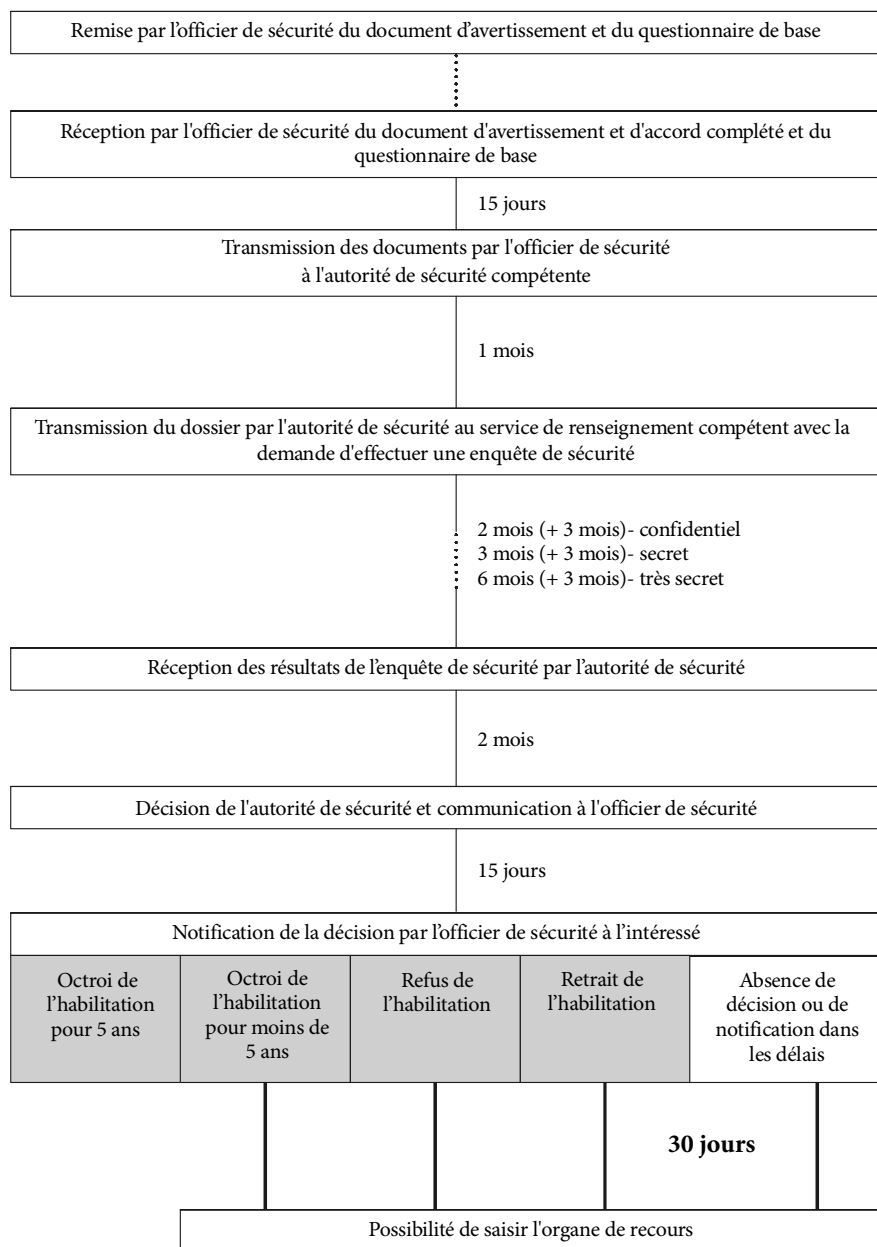 Remise par l'officier de sécurité du document d'avertissement et du questionnaire de base
Réception par l'officier de sécurité du document d'avertissement et d'accord complété et du
questionnaire de base
15 jours
Transmission des documents par l'officier de sécurité
à l'autorité de sécurité compétente
1 mois
Transmission du dossier par l'autorité de sécurité au service de renseignement compétent avec la
demande d'effectuer une enquête de sécurité
2 mois (+ 3 mois)- confidentiel
3 mois (+ 3 mois)- secret
6 mois (+ 3 mois)- très secret
Réception des résultats de l'enquête de sécurité par l'autorité de sécurité
2 mois
Décision de l'autorité de sécurité et communication à l'officier de sécurité
15 jours
Notification de la décision par l'officier de sécurité à l'intéressé
Octroi de
l'habilitation
pour 5 ans
Octroi de
l'habilitation
pour moins de
5 ans
Refus de
l'habilitation
Retrait de
l'habilitation
Absence de
décision ou de
notification dans
les délais
30 jours
Possibilité de saisir l'organe de recours